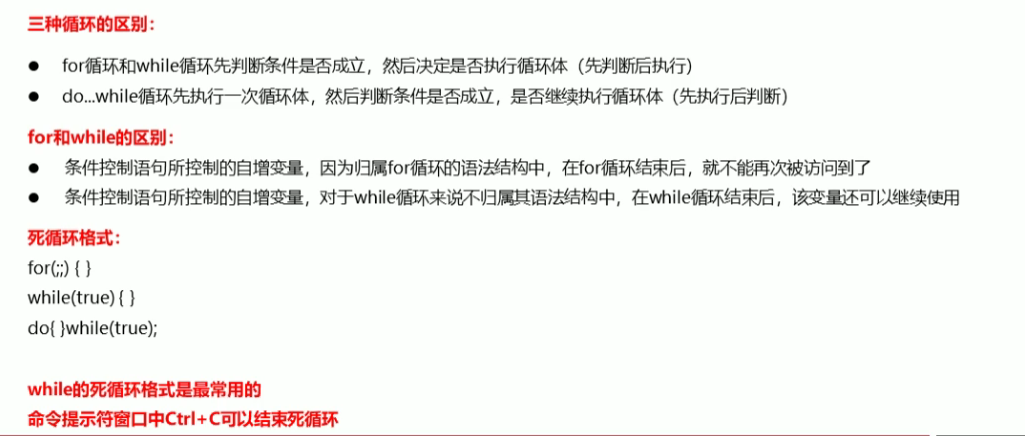 三种循环的区别：
● for循环和while循环先判断条件是否成立，然后决定是否执行循环体（先判断后执行）
● do...while循环先执行一次循环体，然后判断条件是否成立，是否继续执行循环体（先执行后判断）
for和while的区别：
● 条件控制语句所控制的自增变量，因为归属for循环的语法结构中，在for循环结束后，就不能再次被访问到了
● 条件控制语句所控制的自增变量，对于while循环来说不归属其语法结构中，在while循环结束后，该变量还可以继续使用
死循环格式：
for(;;) { }
while(true) { }
do{ }while(true);
while的死循环格式是最常用的
命令提示符窗口中Ctrl+C可以结束死循环